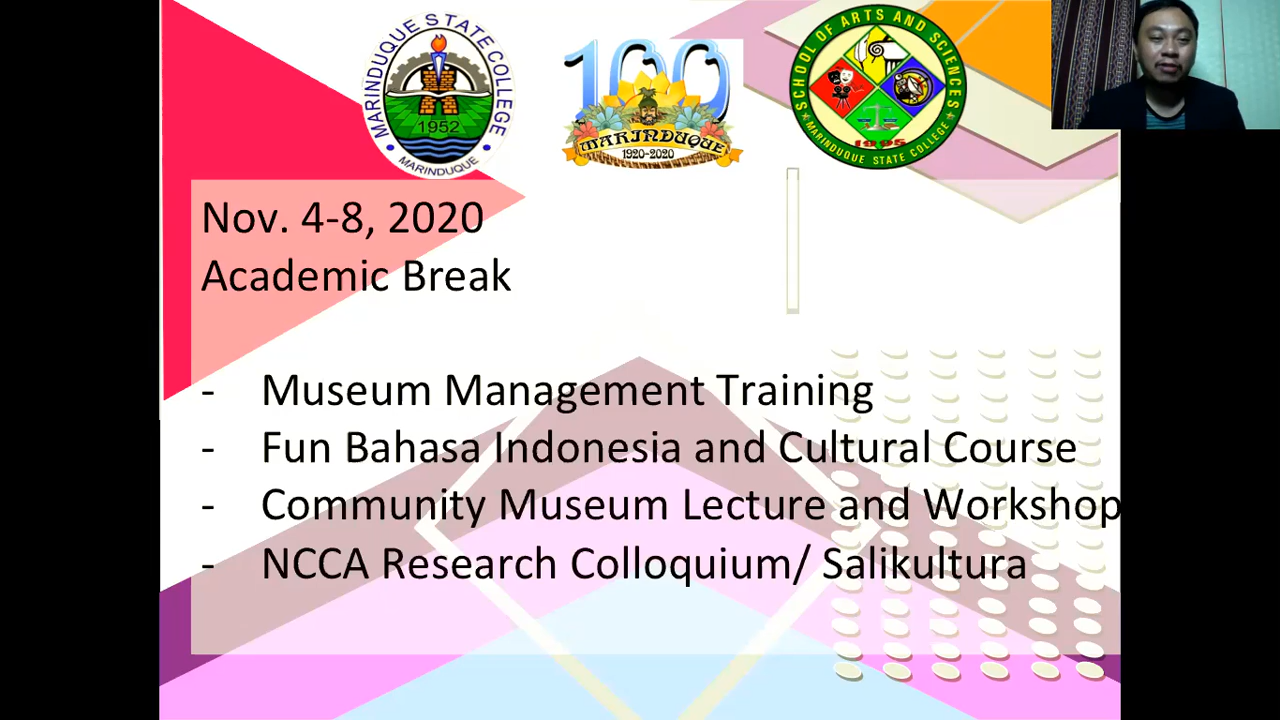 MARINDUQUE STATE COLLEGE
1952
MARINDUQUE
100
MARINDUQUE
1920-2020
SCHOOL OF ARTS AND SCIENCES
1995
MARINDUQUE STATE COLLEGE
Nov. 4-8, 2020
Academic Break
- Museum Management Training
- Fun Bahasa Indonesia and Cultural Course
- Community Museum Lecture and Workshop
- NCCA Research Colloquium/ Salikultura